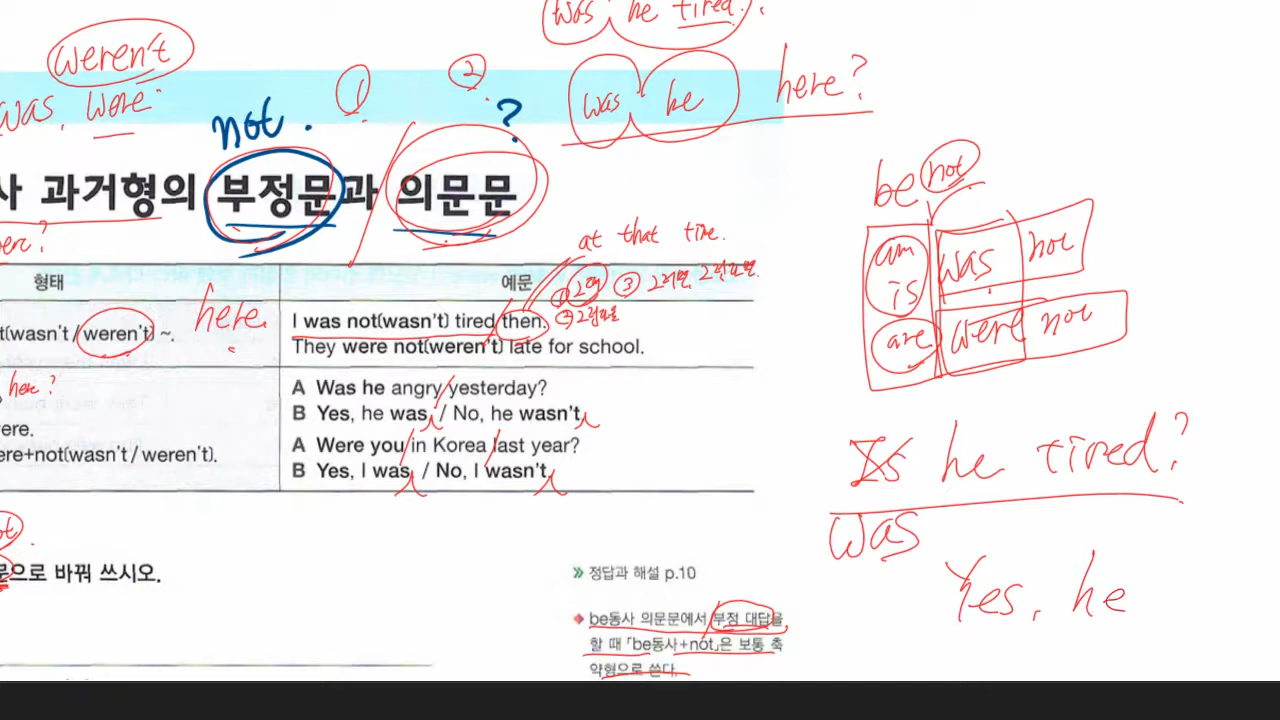 was he tired.
weren't
① ②
was, were.
not. ?
was he here?
사 과거형의 부정문과 의문문
be not
am is was not
are were not
at that time.
형태 예문
here.
① 그때 ③ 그러면, 그렇다면.
② 그다음
t(wasn't / weren't) ~.
I was not(wasn't) tired then.
They were not(weren't) late for school.
here?
A Was he angry yesterday?
B Yes, he was. / No, he wasn't.
ere.
ere+not(wasn't / weren't).
A Were you in Korea last year?
B Yes, I was. / No, I wasn't.
Is he tired?
was
Yes, he
문으로 바꿔 쓰시오.
» 정답과 해설 p.10
be동사 의문문에서 부정 대답을
할 때 「be동사+not」은 보통 축
약형으로 쓴다.